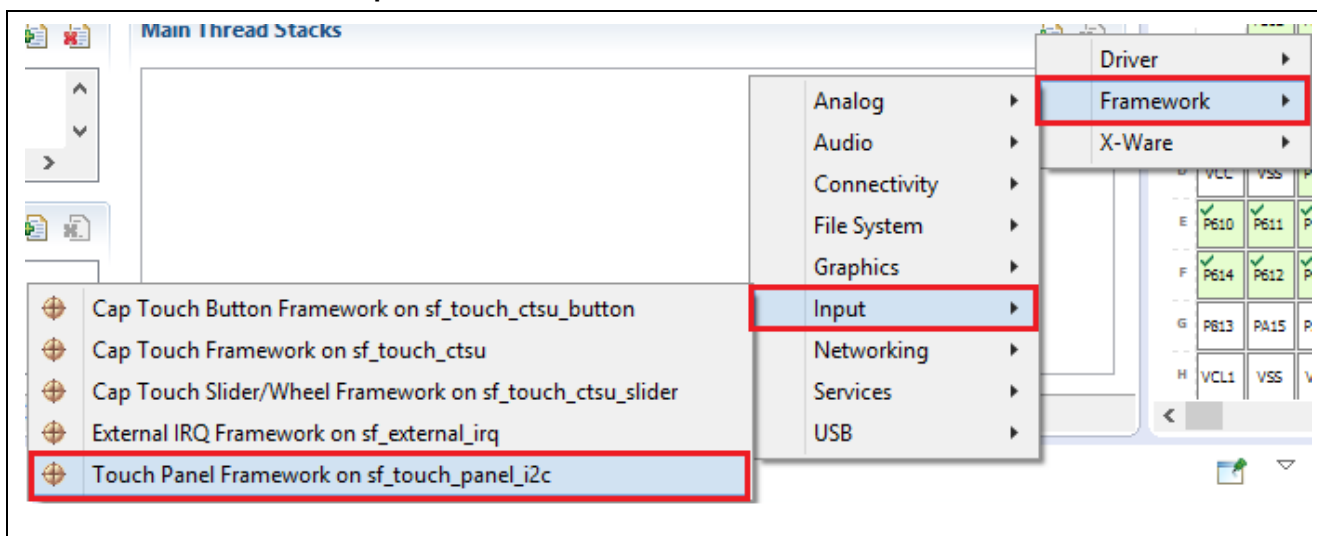 Main Thread Stacks
Driver
Framework
X-Ware
Analog
Audio
Connectivity
File System
Graphics
Input
Networking
Services
USB
Cap Touch Button Framework on sf_touch_ctsu_button
Cap Touch Framework on sf_touch_ctsu
Cap Touch Slider/Wheel Framework on sf_touch_ctsu_slider
External IRQ Framework on sf_external_irq
Touch Panel Framework on sf_touch_panel_i2c
VCC VSS
E P610 P611
F P614 P612
G P813 PA15
H VCL1 VSS